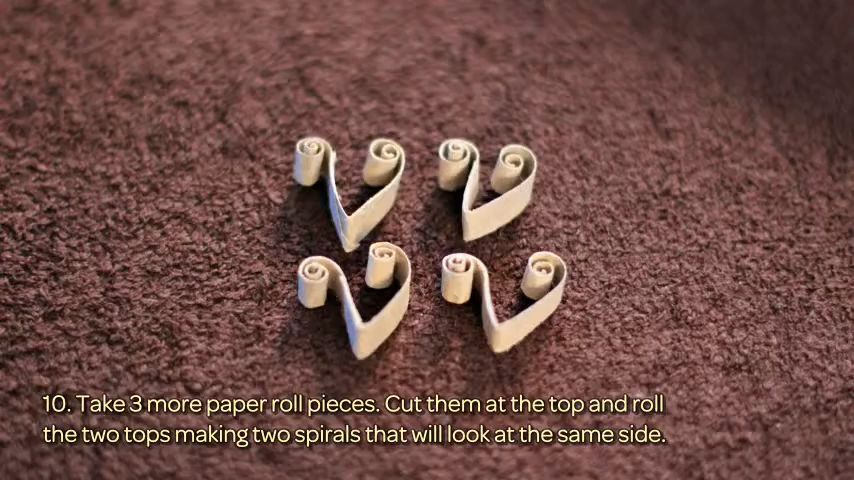 10. Take 3 more paper roll pieces. Cut them at the top and roll
the two tops making two spirals that will look at the same side.